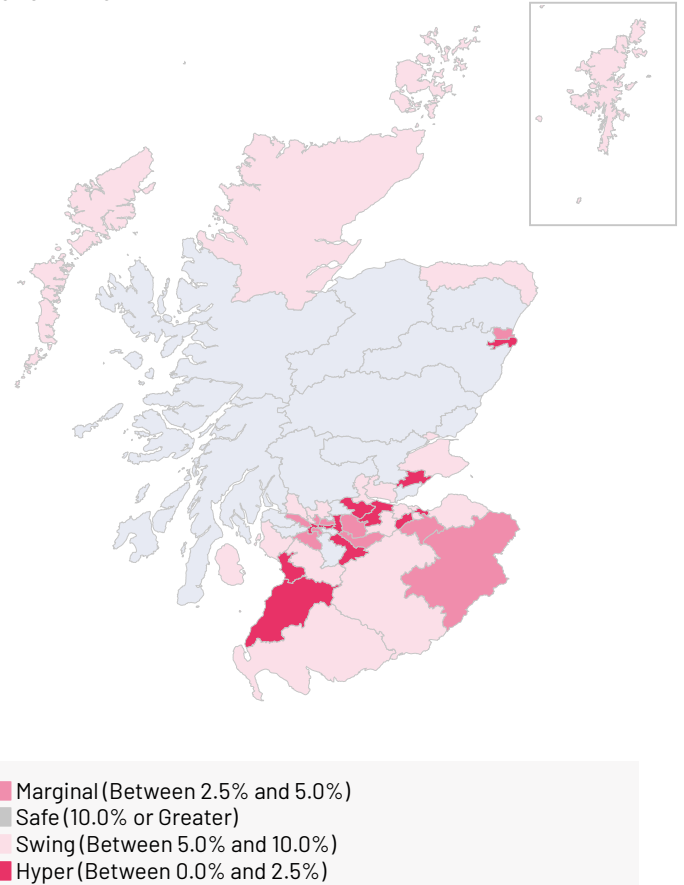 Marginal (Between 2.5% and 5.0%)
Safe (10.0% or Greater)
Swing (Between 5.0% and 10.0%)
Hyper (Between 0.0% and 2.5%)